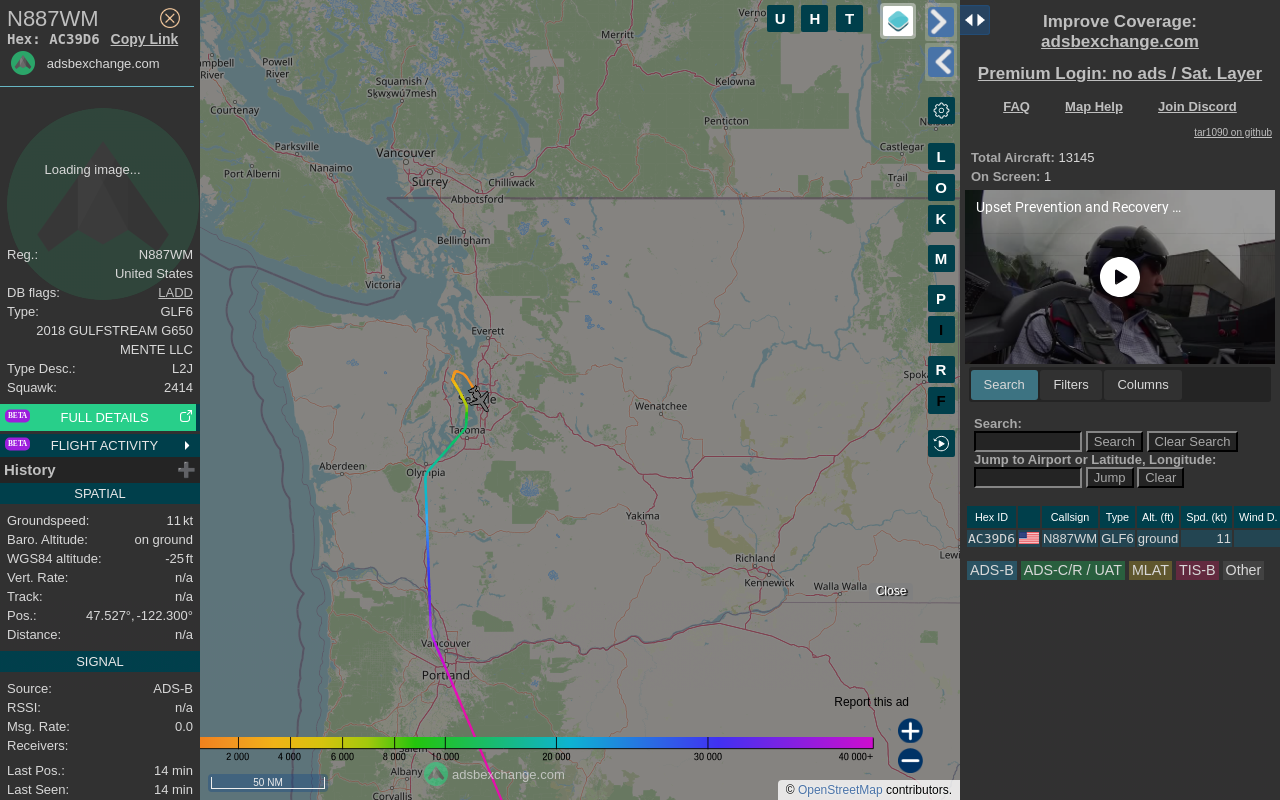 N887WM
Hex: AC39D6 Copy Link
adsbexchange.com
Loading image...
Reg.: N887WM
United States
DB flags: LADD
Type: GLF6
2018 GULFSTREAM G650
MENTE LLC
Type Desc.: L2J
Squawk: 2414
BETA FULL DETAILS
BETA FLIGHT ACTIVITY
History
SPATIAL
Groundspeed: 11 kt
Baro. Altitude: on ground
WGS84 altitude: -25 ft
Vert. Rate: n/a
Track: n/a
Pos.: 47.527°, -122.300°
Distance: n/a
SIGNAL
Source: ADS-B
RSSI: n/a
Msg. Rate: 0.0
Receivers:
Last Pos.: 14 min
Last Seen: 14 min
Merritt
Powell
River
River
Squamish /
Sḵwx̱wú7mesh
Kelowna
Courtenay
Penticton
Parksville
Vancouver
Castlegar
Nanaimo
Port Alberni
Surrey
Chilliwack
Trail
Abbotsford
Bellingham
Victoria
Everett
Wenatchee
Tacoma
Aberdeen
Olympia
Yakima
Richland
Kennewick
Walla Walla
Vancouver
Portland
Albany
Corvallis
U H T
L
O
K
M
P
I
R
F
Close
Report this ad
2 000 4 000 6 000 8 000 10 000 20 000 30 000 40 000+
adsbexchange.com
50 NM
© OpenStreetMap contributors.
Improve Coverage:
adsbexchange.com
Premium Login: no ads / Sat. Layer
FAQ Map Help Join Discord
tar1090 on github
Total Aircraft: 13145
On Screen: 1
Upset Prevention and Recovery ...
Search Filters Columns
Search:
Search Clear Search
Jump to Airport or Latitude, Longitude:
Jump Clear
Hex ID Callsign Type Alt. (ft) Spd. (kt) Wind D.
AC39D6 N887WM GLF6 ground 11
ADS-B ADS-C/R / UAT MLAT TIS-B Other